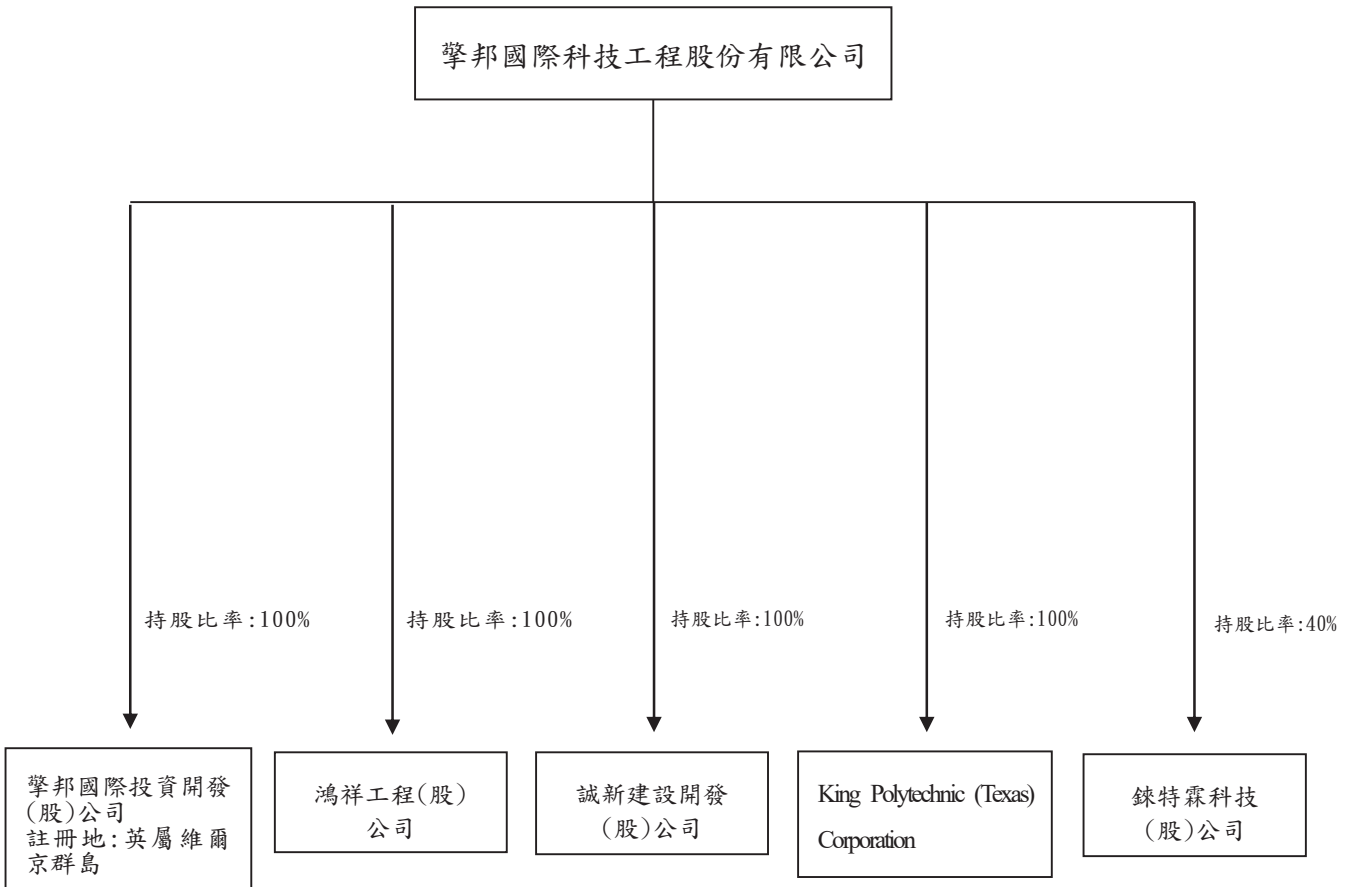 擎邦國際科技工程股份有限公司
持股比率:100%
持股比率:100%
持股比率:100%
持股比率:100%
持股比率:40%
擎邦國際投資開發
(股)公司
註冊地:英屬維爾
京群島
鴻祥工程(股)
公司
誠新建設開發
(股)公司
King Polytechnic (Texas)
Corporation
錸特霖科技
(股)公司